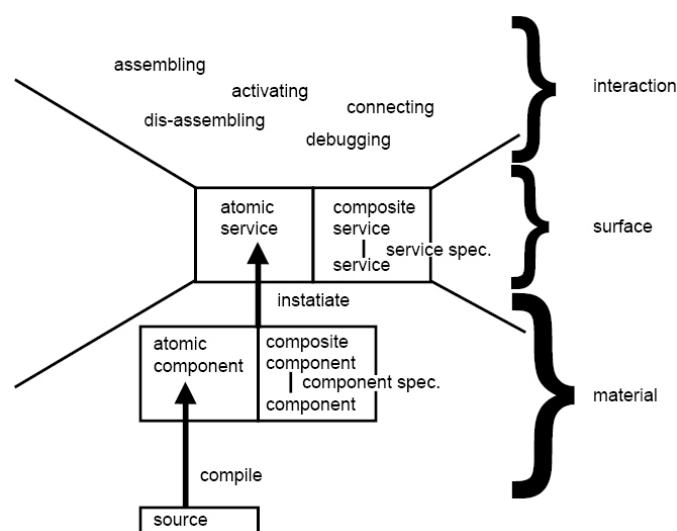 assembling
activating
connecting
dis-assembling
debugging
interaction
atomic
service
composite
service
service spec.
service
surface
instatiate
atomic
component
composite
component
component spec.
component
material
compile
source